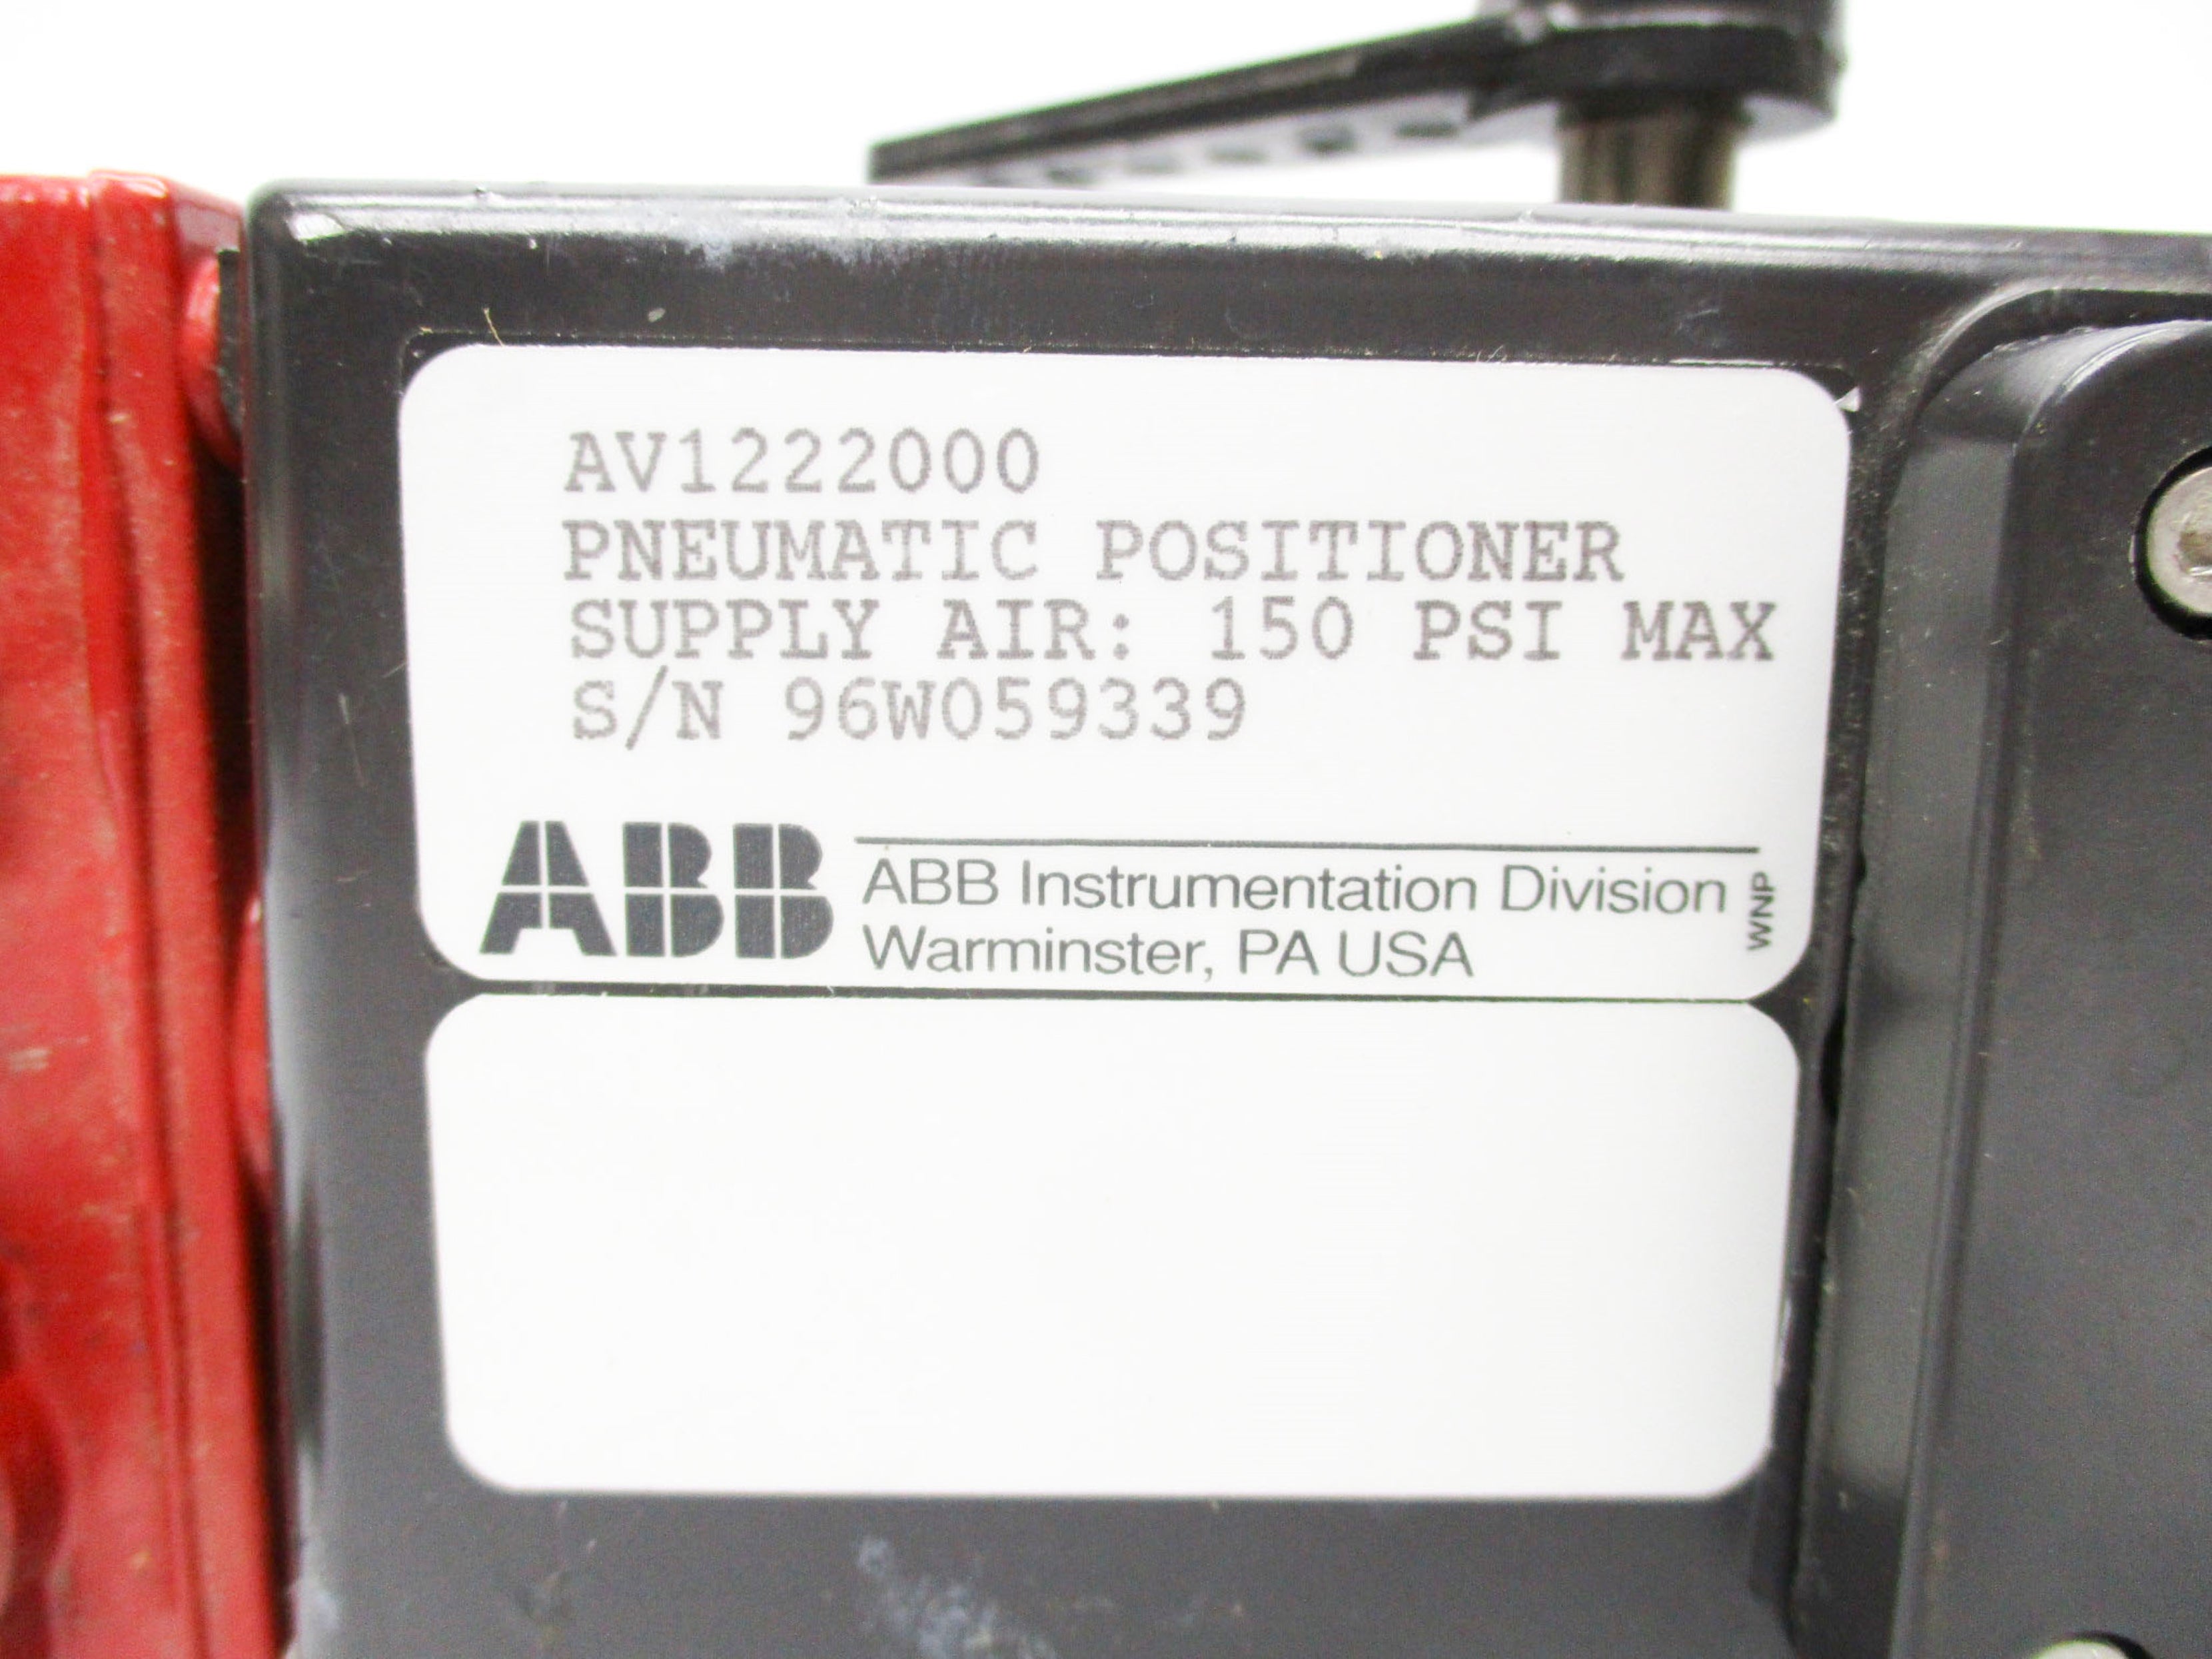 AV1222000
PNEUMATIC POSITIONER
SUPPLY AIR: 150 PSI MAX
S/N 96W059339
ABB
ABB Instrumentation Division
Warminster, PA USA
WNP